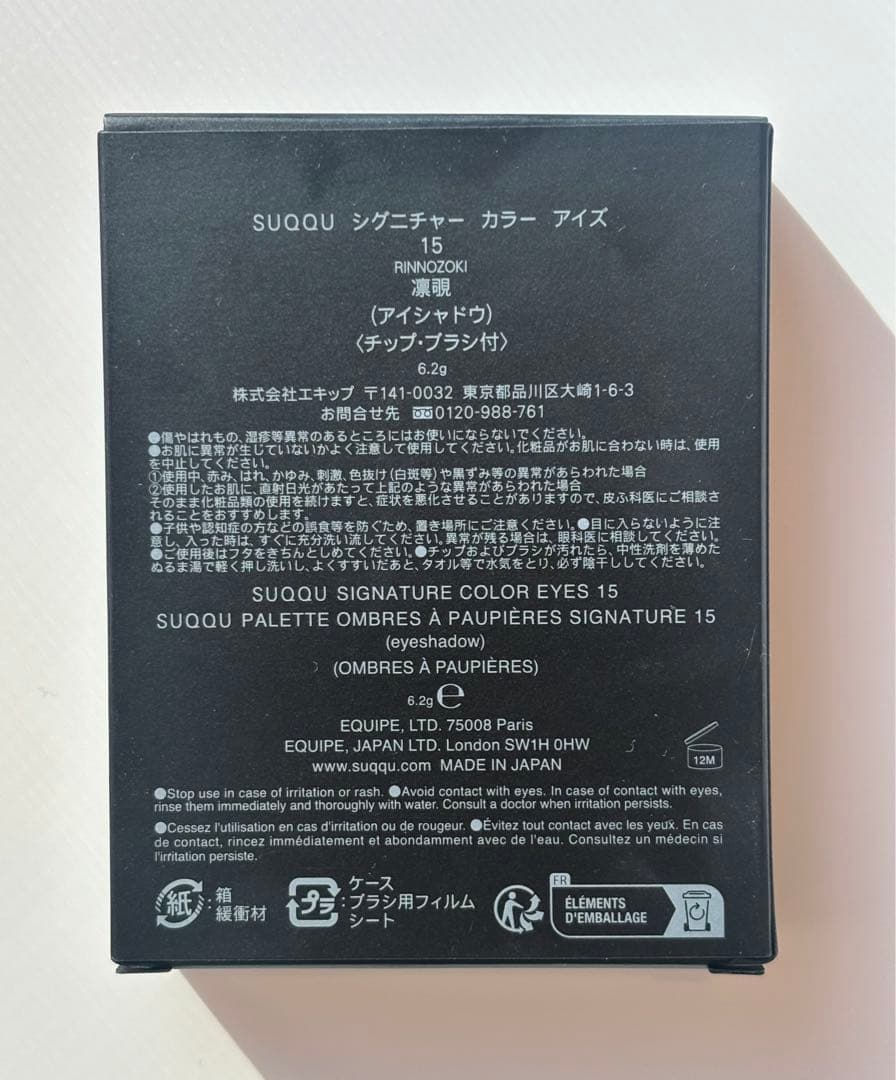 SUQQU シグニチャー カラー アイズ
15
RINNOZOKI
凛覗
(アイシャドウ)
〈チップ・ブラシ付〉
6.2g
株式会社エキップ 〒141-0032 東京都品川区大崎1-6-3
お問合せ先 0120-988-761
●傷やはれもの、湿疹等異常のあるところにはお使いにならないでください。
●お肌に異常が生じていないかよく注意して使用してください。化粧品がお肌に合わない時は、使用
を中止してください。
①使用中、赤み、はれ、かゆみ、刺激、色抜け(白斑等)や黒ずみ等の異常があらわれた場合
②使用したお肌に、直射日光があたって上記のような異常があらわれた場合
そのまま化粧品類の使用を続けますと、症状を悪化させることがありますので、皮ふ科医にご相談さ
れることをおすすめします。
●子供や認知症の方などの誤食等を防ぐため、置き場所にご注意ください。●目に入らないように注
意し、入った時は、すぐに充分洗い流してください。異常が残る場合は、眼科医に相談してください。
●ご使用後はフタをきちんとしめてください。●チップおよびブラシが汚れたら、中性洗剤を薄めた
ぬるま湯で軽く押し洗いし、よくすすいだあと、タオル等で水気をとり、必ず陰干ししてください。
SUQQU SIGNATURE COLOR EYES 15
SUQQU PALETTE OMBRES À PAUPIÈRES SIGNATURE 15
(eyeshadow)
(OMBRES À PAUPIÈRES)
6.2g ℮
EQUIPE, LTD. 75008 Paris
EQUIPE, JAPAN LTD. London SW1H 0HW
www.suqqu.com MADE IN JAPAN
12M
●Stop use in case of irritation or rash. ●Avoid contact with eyes. In case of contact with eyes,
rinse them immediately and thoroughly with water. Consult a doctor when irritation persists.
●Cessez l'utilisation en cas d'irritation ou de rougeur. ●Évitez tout contact avec les yeux. En cas
de contact, rincez immédiatement et abondamment avec de l'eau. Consultez un médecin si
l'irritation persiste.
紙:箱
緩衝材
プラ:ケース
ブラシ用フィルム
シート
FR
ÉLÉMENTS
D'EMBALLAGE